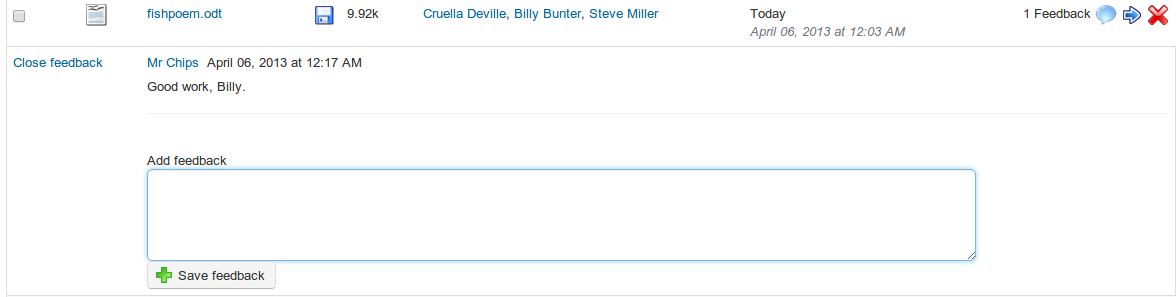 fishpoem.odt 9.92k Cruella Deville, Billy Bunter, Steve Miller Today 1 Feedback
April 06, 2013 at 12:03 AM
Close feedback Mr Chips April 06, 2013 at 12:17 AM
Good work, Billy.
Add feedback
Save feedback